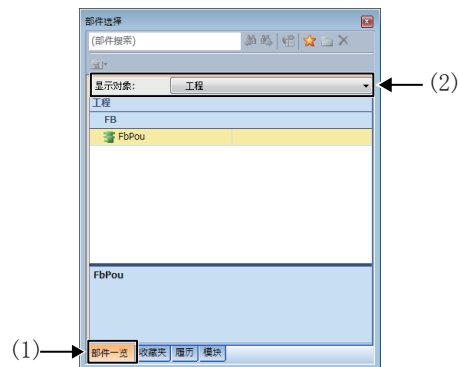 部件选择
(部件搜索)
显示对象: 工程
(2)
工程
FB
FbPou
FbPou
(1)
部件一览 收藏夹 履历 模块